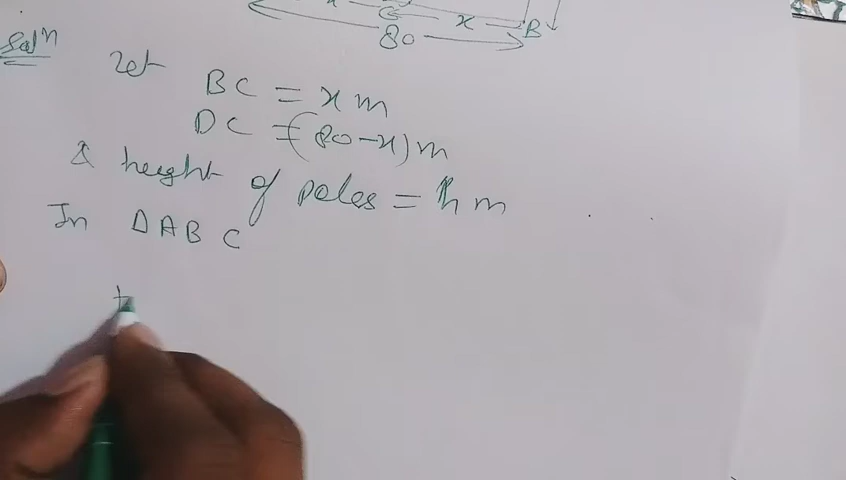 x B
80
Solⁿ Let
BC = x m
DC = (80-x) m
& height of poles = h m
In ΔABC
t